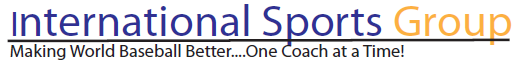 International Sports Group
Making World Baseball Better....One Coach at a Time!